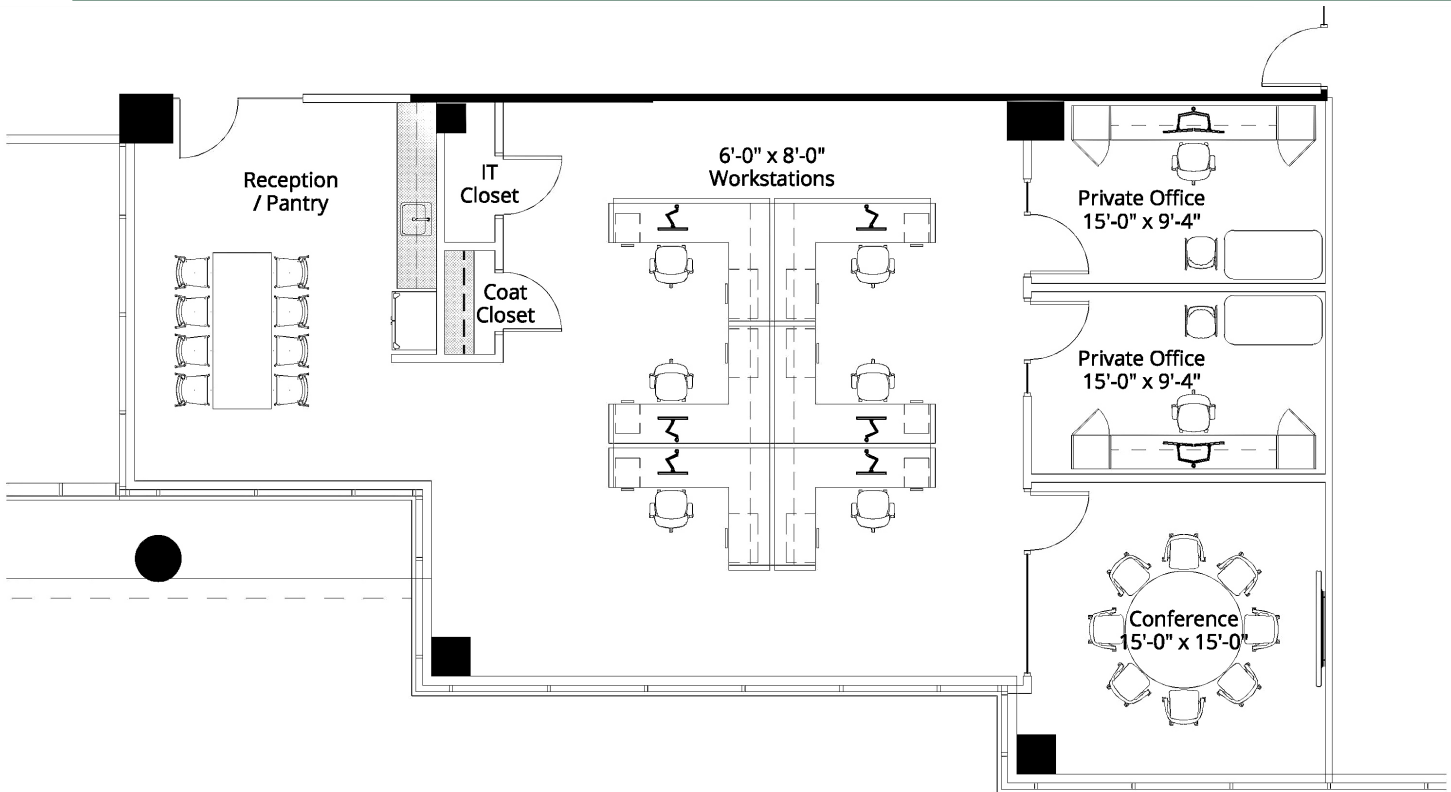 Reception
/ Pantry
IT
Closet
Coat
Closet
6'-0" x 8'-0"
Workstations
Private Office
15'-0" x 9'-4"
Private Office
15'-0" x 9'-4"
Conference
15'-0" x 15'-0"